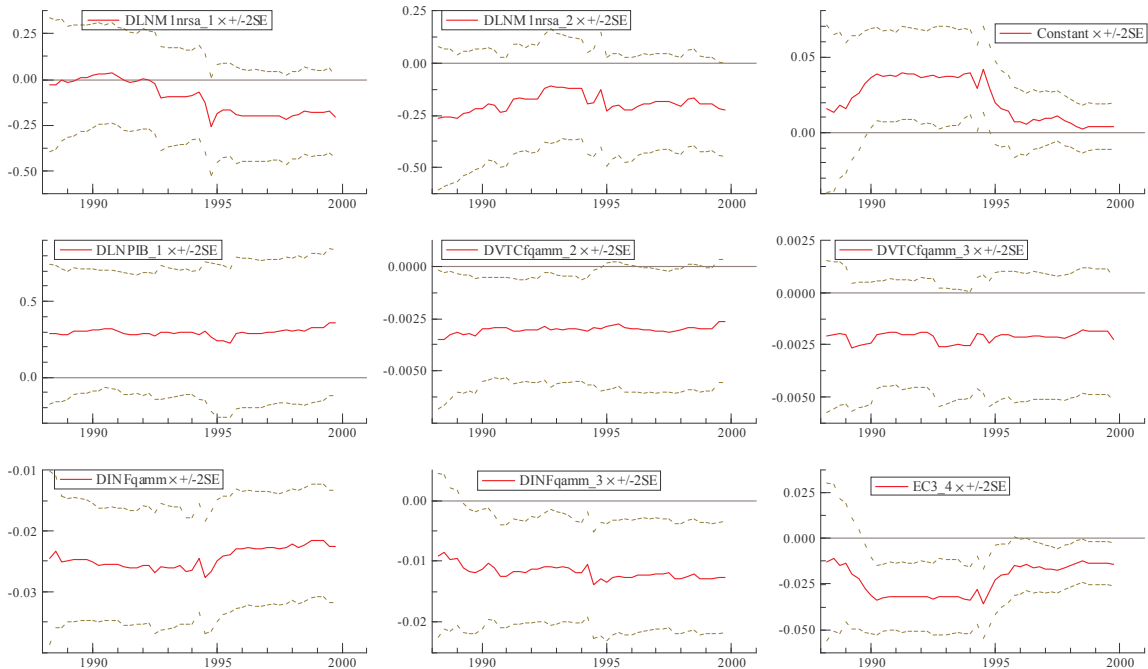 DLNM1nrsa_1 × +/-2SE
0.25
0.00
-0.25
-0.50
1990 1995 2000
DLNM1nrsa_2 × +/-2SE
0.25
0.00
-0.25
-0.50
1990 1995 2000
Constant × +/-2SE
0.05
0.00
1990 1995 2000
DLNPIB_1 × +/-2SE
0.5
0.0
1990 1995 2000
DVTCfqamm_2 × +/-2SE
0.0000
-0.0025
-0.0050
1990 1995 2000
DVTCfqamm_3 × +/-2SE
0.0025
0.0000
-0.0025
-0.0050
1990 1995 2000
DINFqamm × +/-2SE
-0.01
-0.02
-0.03
1990 1995 2000
DINFqamm_3 × +/-2SE
0.00
-0.01
-0.02
1990 1995 2000
EC3_4 × +/-2SE
0.025
0.000
-0.025
-0.050
1990 1995 2000